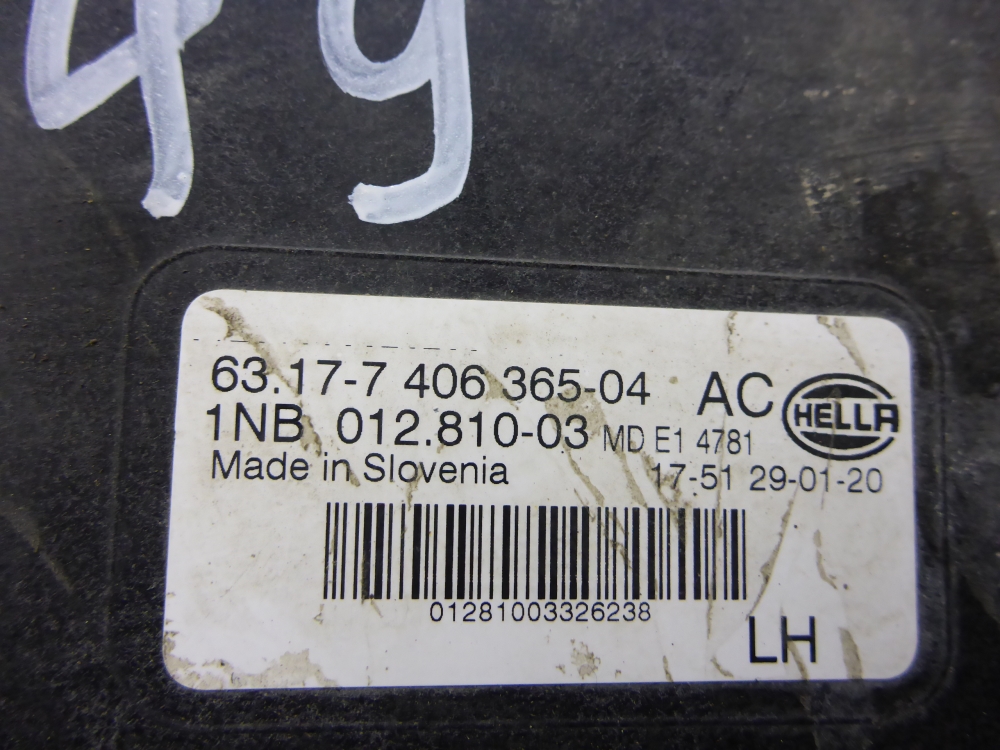 49
63.17-7 406 365-04 AC HELLA
1NB 012.810-03 MD E1 4781
Made in Slovenia 17-51 29-01-20
01281003326238
LH